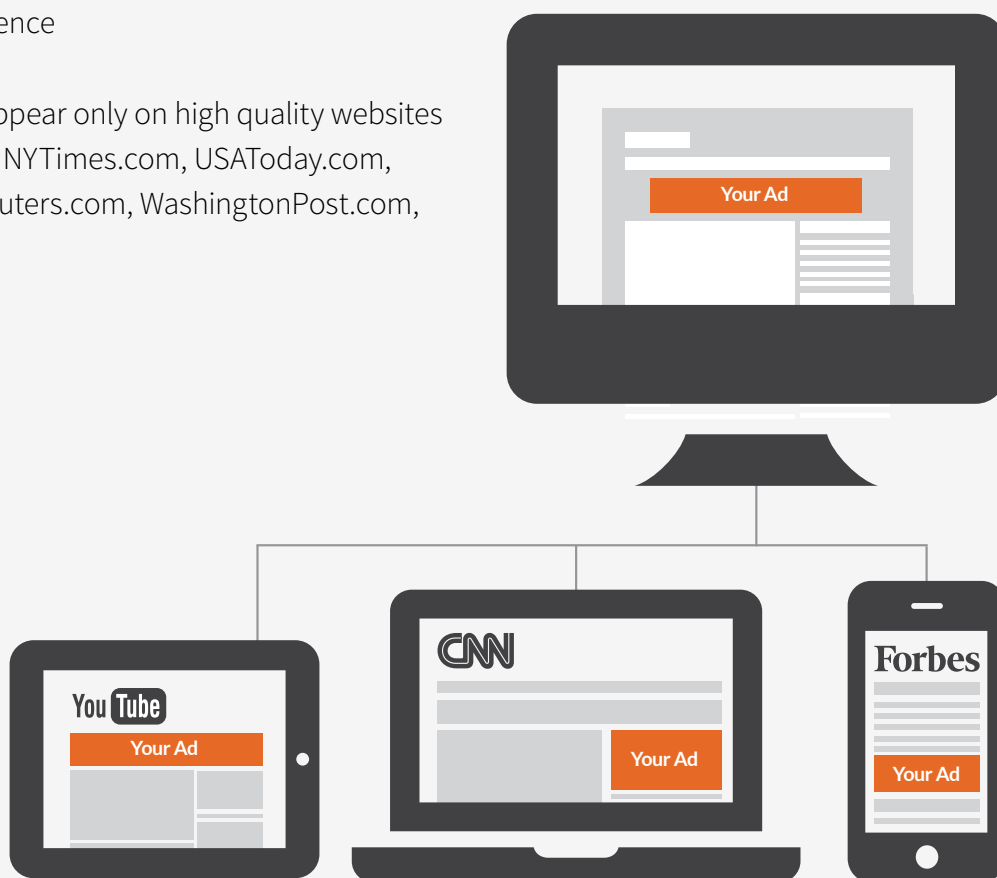 ence
ppear only on high quality websites
NYTimes.com, USAToday.com,
uters.com, WashingtonPost.com,
Your Ad
CNN
Forbes
You Tube
Your Ad
Your Ad
Your Ad